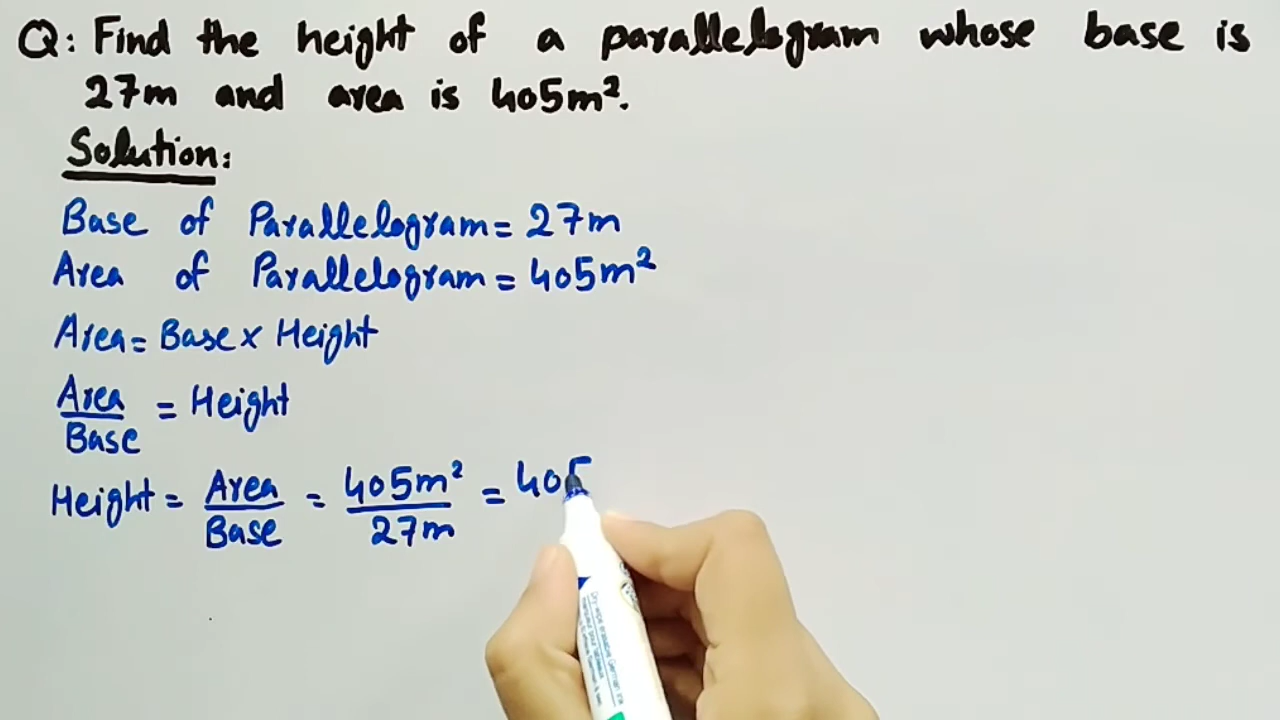 Q: Find the height of a parallelogram whose base is
27m and area is 405m².
Solution:
Base of Parallelogram = 27m
Area of Parallelogram = 405m²
Area = Base × Height
Area/Base = Height
Height = Area/Base = 405m²/27m = 405